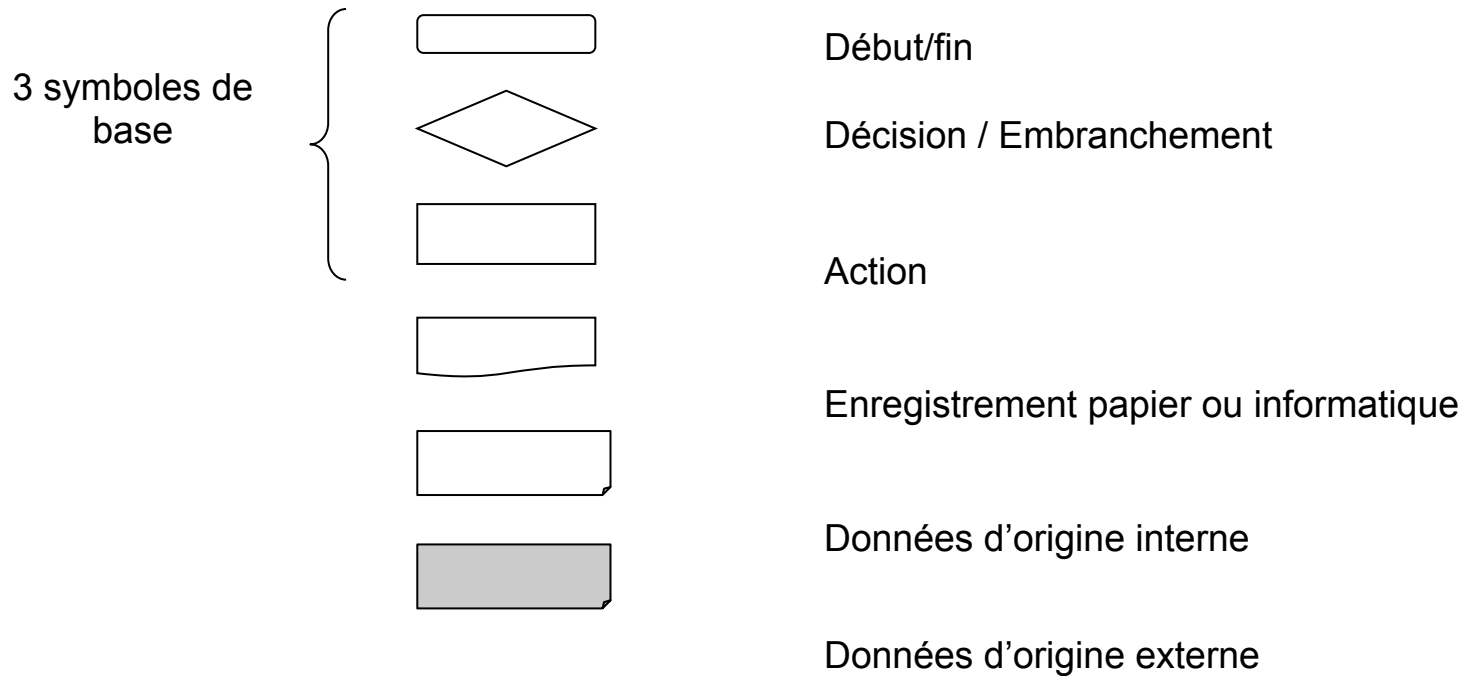 3 symboles de
base
Début/fin
Décision / Embranchement
Action
Enregistrement papier ou informatique
Données d’origine interne
Données d’origine externe